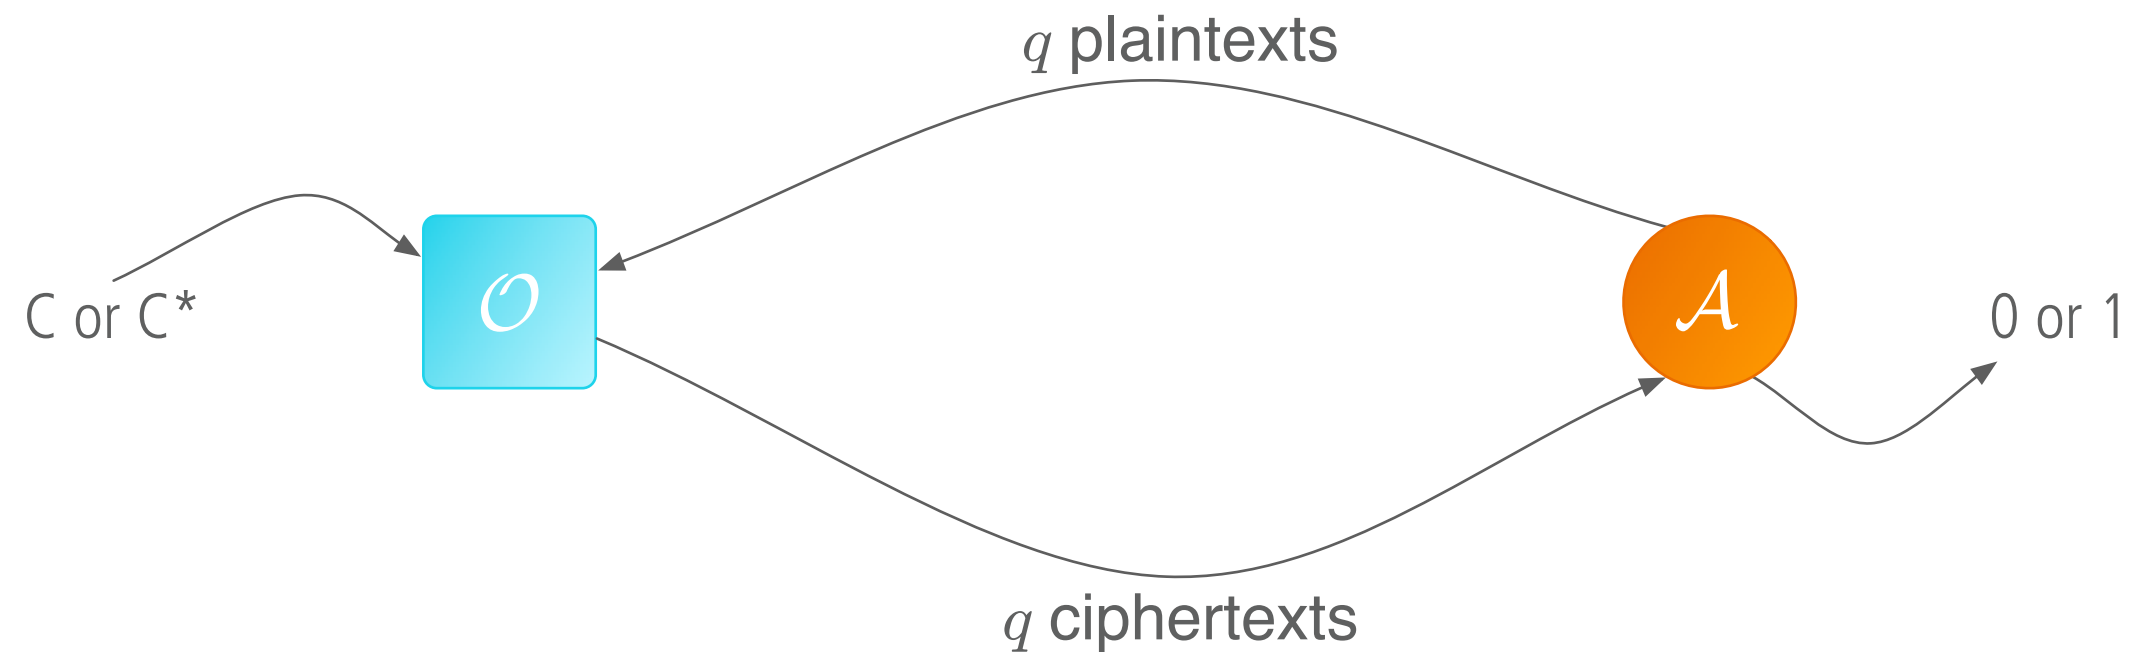 q plaintexts
C or C*
𝒪
𝒜
0 or 1
q ciphertexts